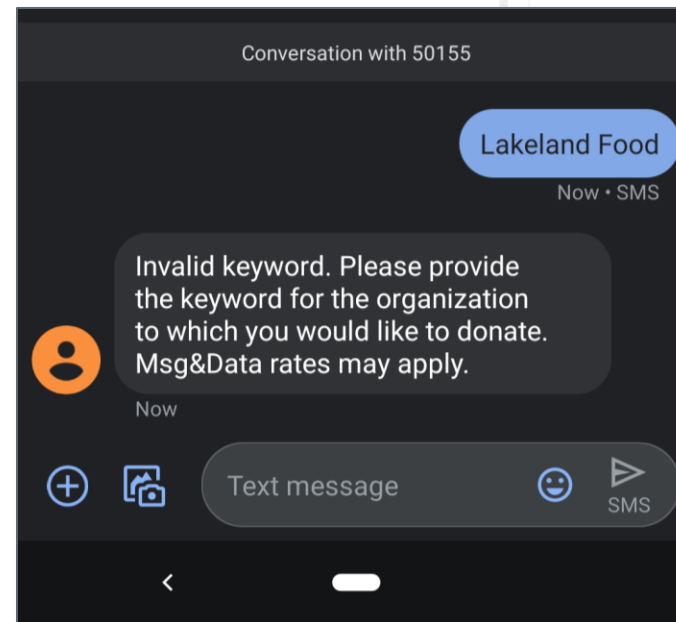 Conversation with 50155
Lakeland Food
Now • SMS
Invalid keyword. Please provide
the keyword for the organization
to which you would like to donate.
Msg&Data rates may apply.
Now
Text message
SMS